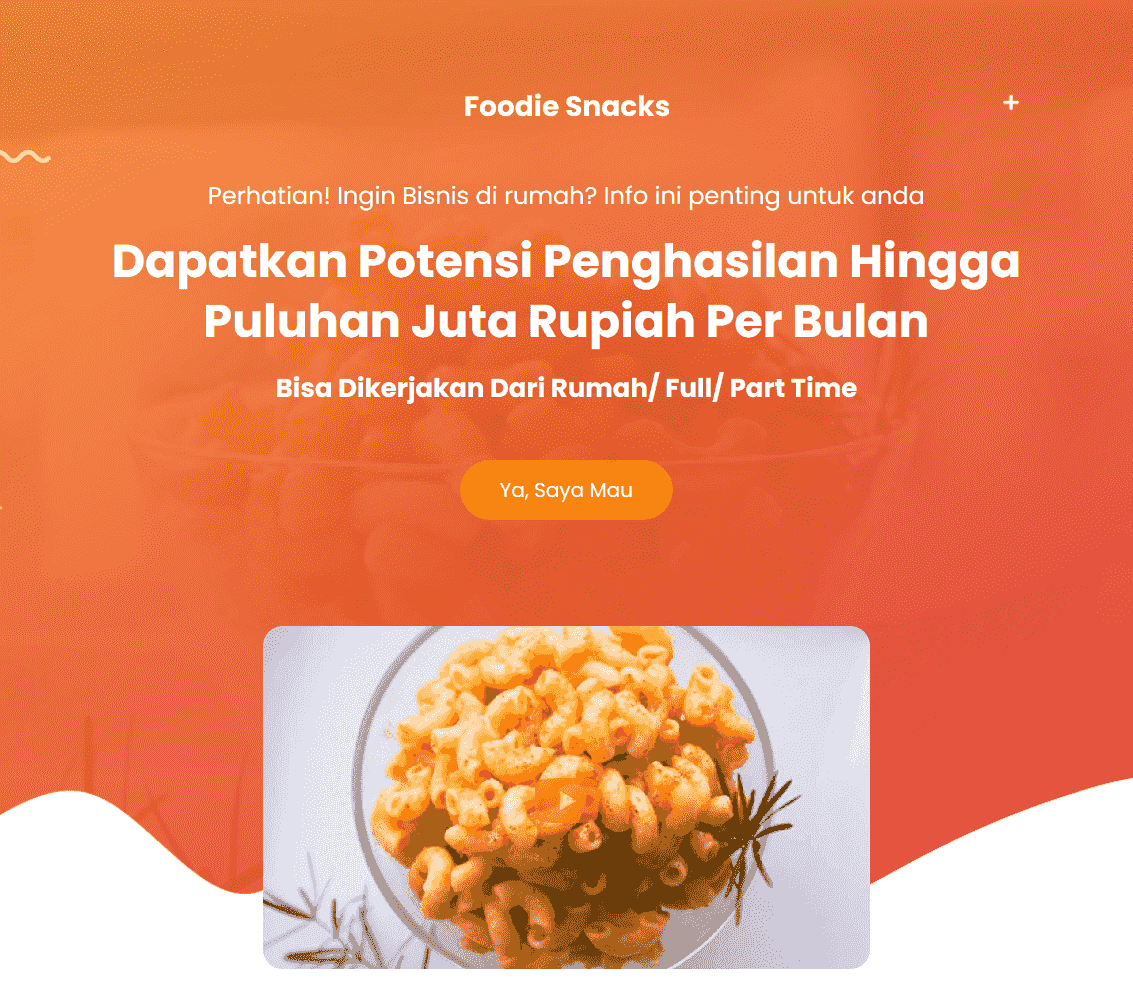 Foodie Snacks
Perhatian! Ingin Bisnis di rumah? Info ini penting untuk anda
Dapatkan Potensi Penghasilan Hingga
Puluhan Juta Rupiah Per Bulan
Bisa Dikerjakan Dari Rumah/ Full/ Part Time
Ya, Saya Mau